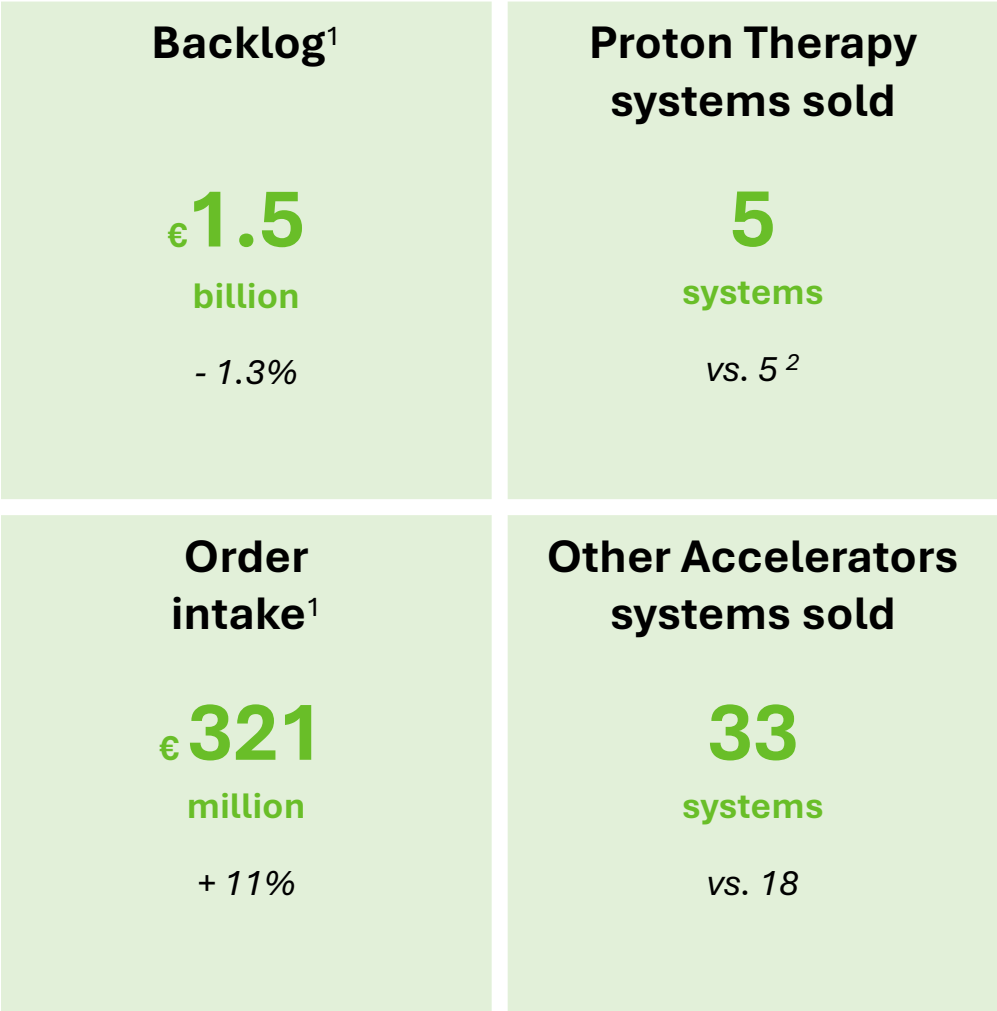 Backlog¹
€1.5
billion
- 1.3%
Proton Therapy
systems sold
5
systems
vs. 5 ²
Order
intake¹
€321
million
+ 11%
Other Accelerators
systems sold
33
systems
vs. 18